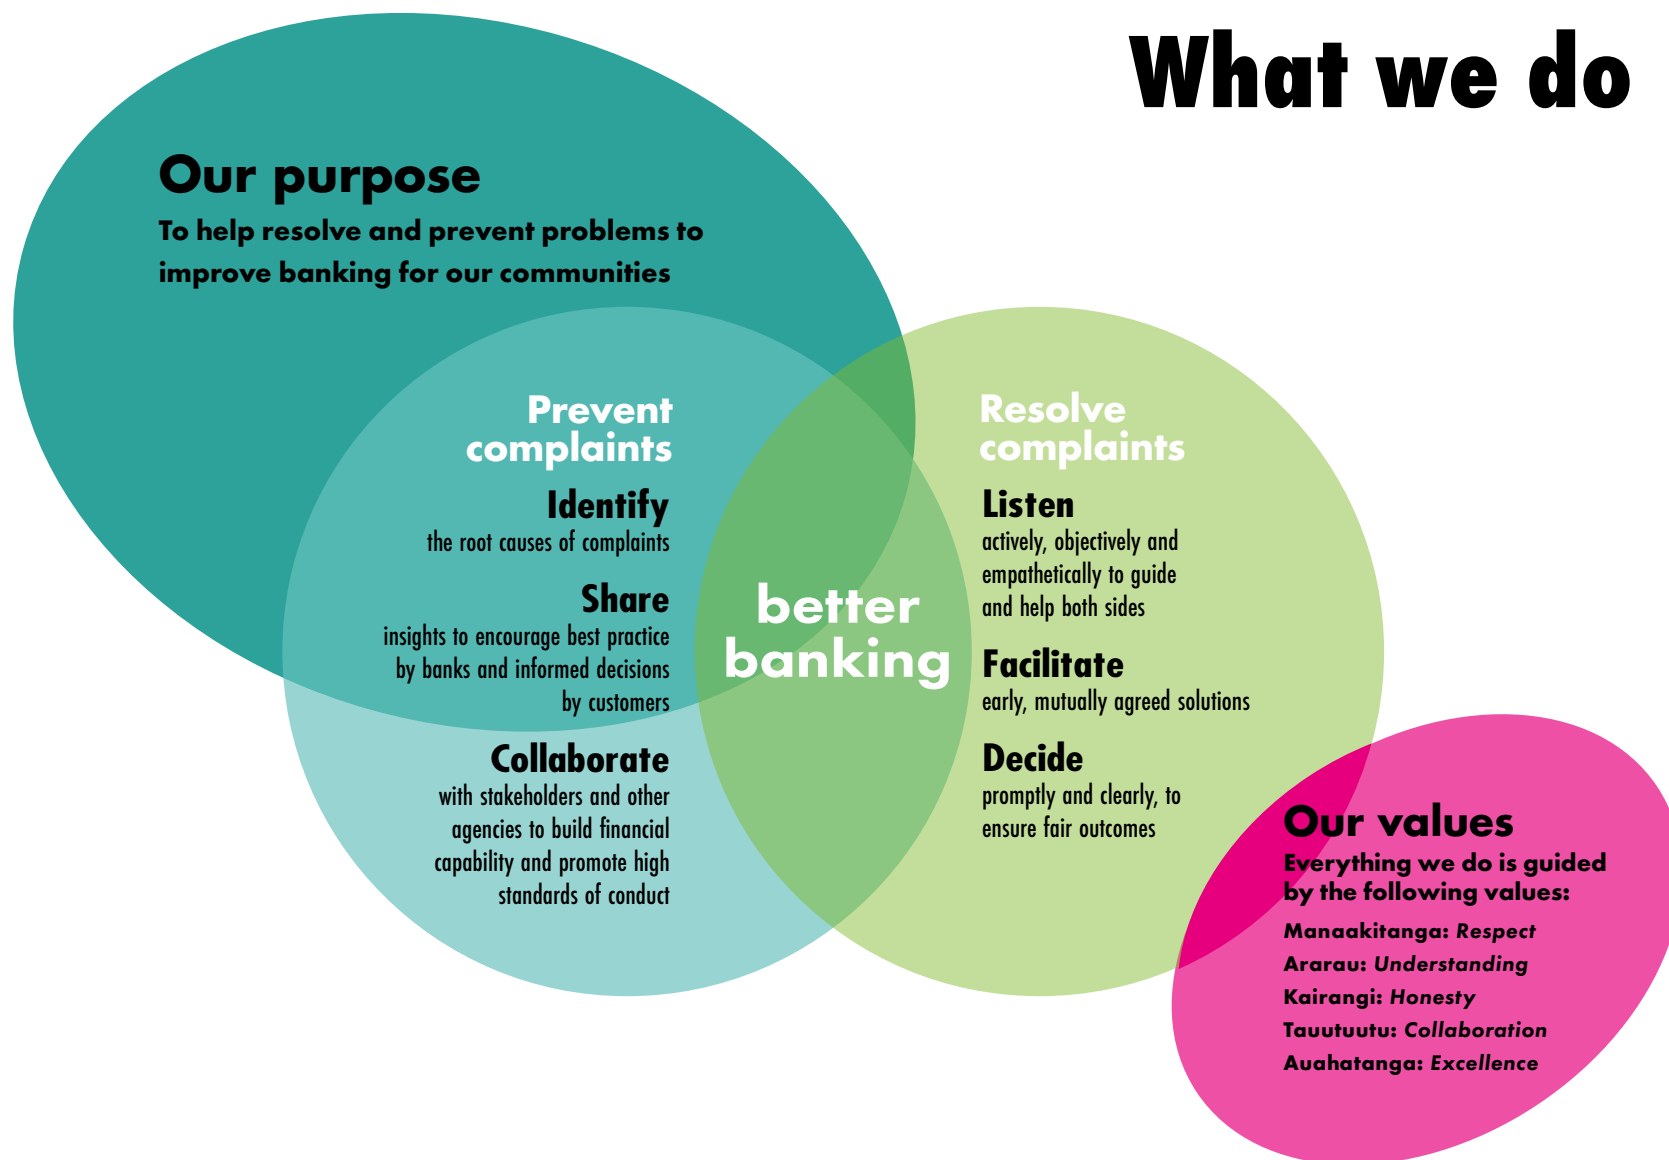 What we do
Our purpose
To help resolve and prevent problems to
improve banking for our communities
Prevent
complaints
Identify
the root causes of complaints
Share
insights to encourage best practice
by banks and informed decisions
by customers
Collaborate
with stakeholders and other
agencies to build financial
capability and promote high
standards of conduct
better
banking
Resolve
complaints
Listen
actively, objectively and
empathetically to guide
and help both sides
Facilitate
early, mutually agreed solutions
Decide
promptly and clearly, to
ensure fair outcomes
Our values
Everything we do is guided
by the following values:
Manaakitanga: Respect
Ararau: Understanding
Kairangi: Honesty
Tauutuutu: Collaboration
Auahatanga: Excellence